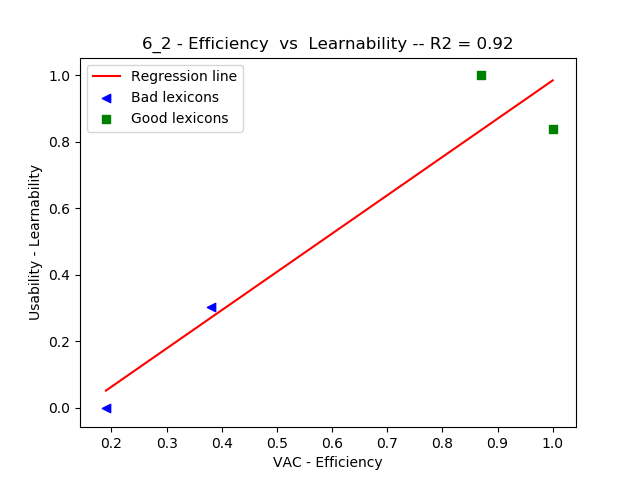 6_2 - Efficiency  vs  Learnability -- R2 = 0.92
Regression line
Bad lexicons
Good lexicons
Usability - Learnability
1.0
0.8
0.6
0.4
0.2
0.0
0.2 0.3 0.4 0.5 0.6 0.7 0.8 0.9 1.0
VAC - Efficiency